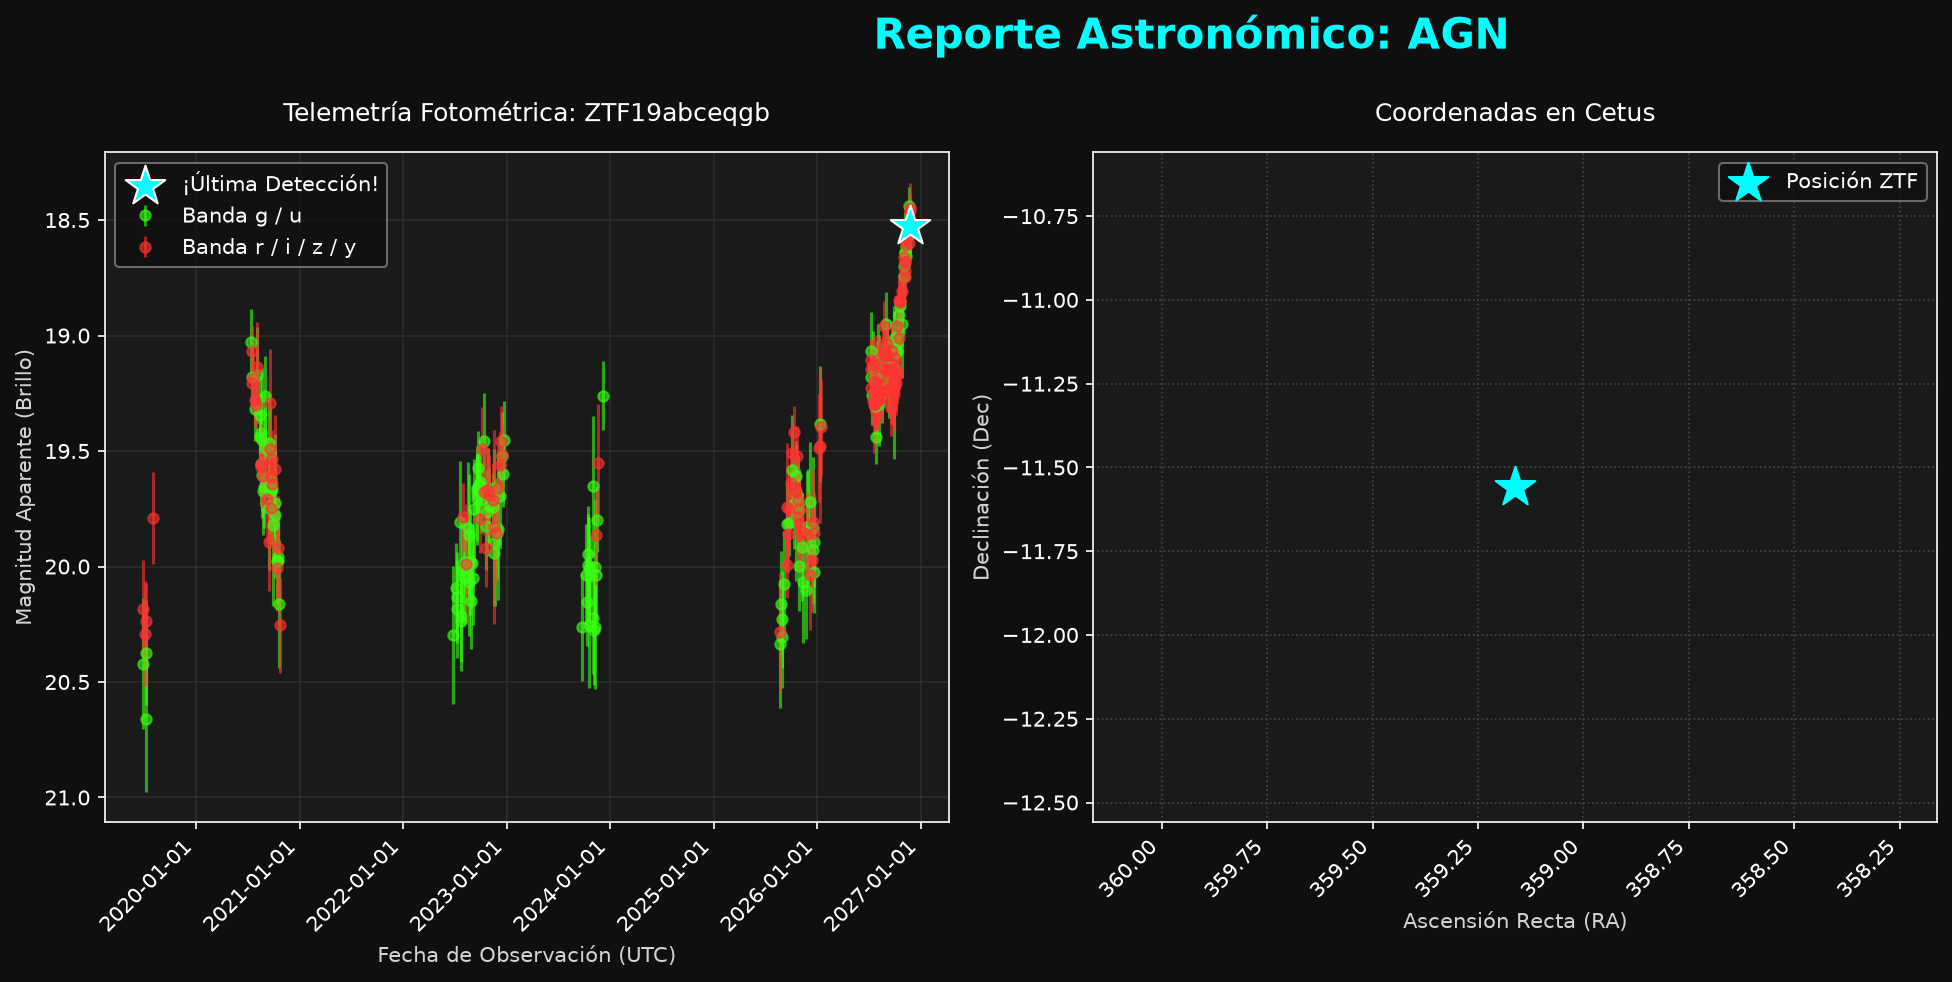 Reporte Astronómico: AGN
Telemetría Fotométrica: ZTF19abceqgb
¡Última Detección!
Banda g / u
Banda r / i / z / y
Magnitud Aparente (Brillo)
18.5
19.0
19.5
20.0
20.5
21.0
2020-01-01
2021-01-01
2022-01-01
2023-01-01
2024-01-01
2025-01-01
2026-01-01
2027-01-01
Fecha de Observación (UTC)
Coordenadas en Cetus
Posición ZTF
Declinación (Dec)
−10.75
−11.00
−11.25
−11.50
−11.75
−12.00
−12.25
−12.50
360.00
359.75
359.50
359.25
359.00
358.75
358.50
358.25
Ascensión Recta (RA)